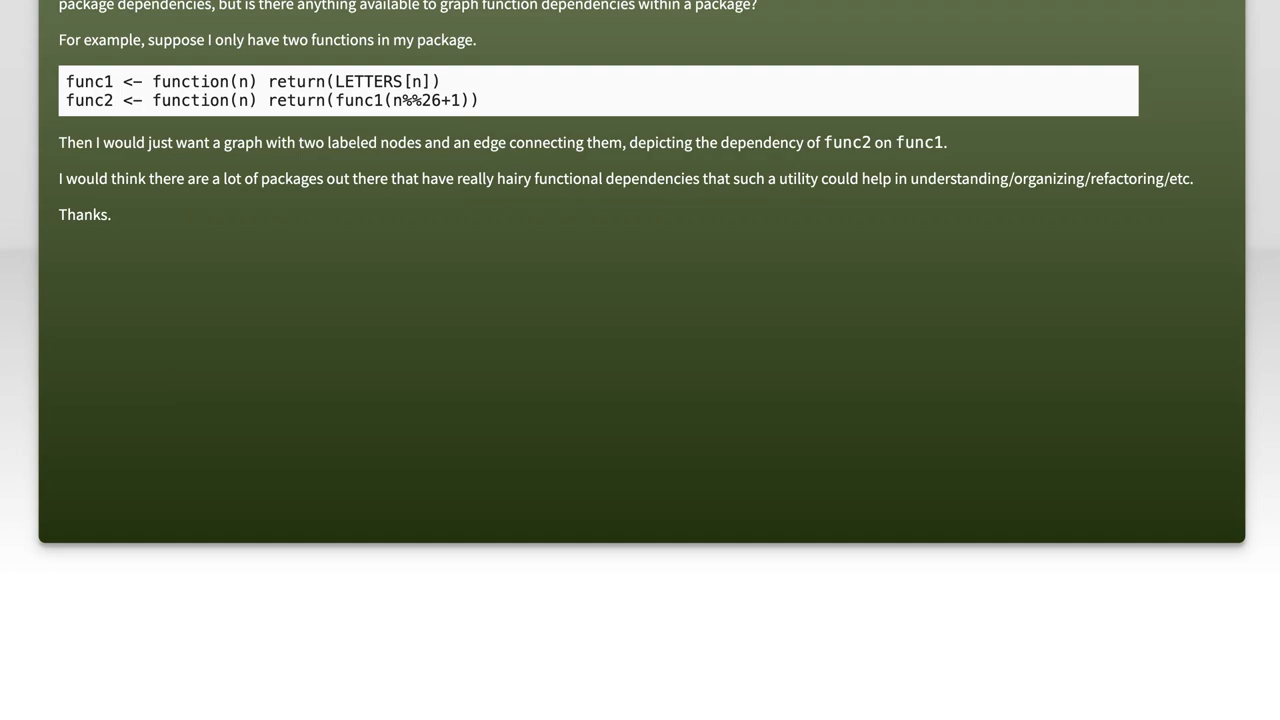 package dependencies, but is there anything available to graph function dependencies within a package?
For example, suppose I only have two functions in my package.
func1 <- function(n) return(LETTERS[n])
func2 <- function(n) return(func1(n%%26+1))
Then I would just want a graph with two labeled nodes and an edge connecting them, depicting the dependency of func2 on func1.
I would think there are a lot of packages out there that have really hairy functional dependencies that such a utility could help in understanding/organizing/refactoring/etc.
Thanks.